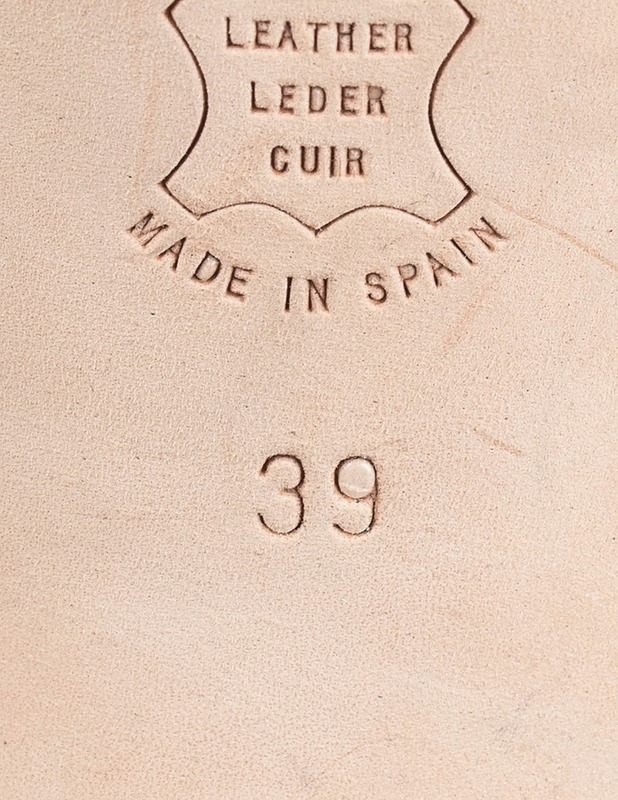 LEATHER
LEDER
CUIR
MADE IN SPAIN
39